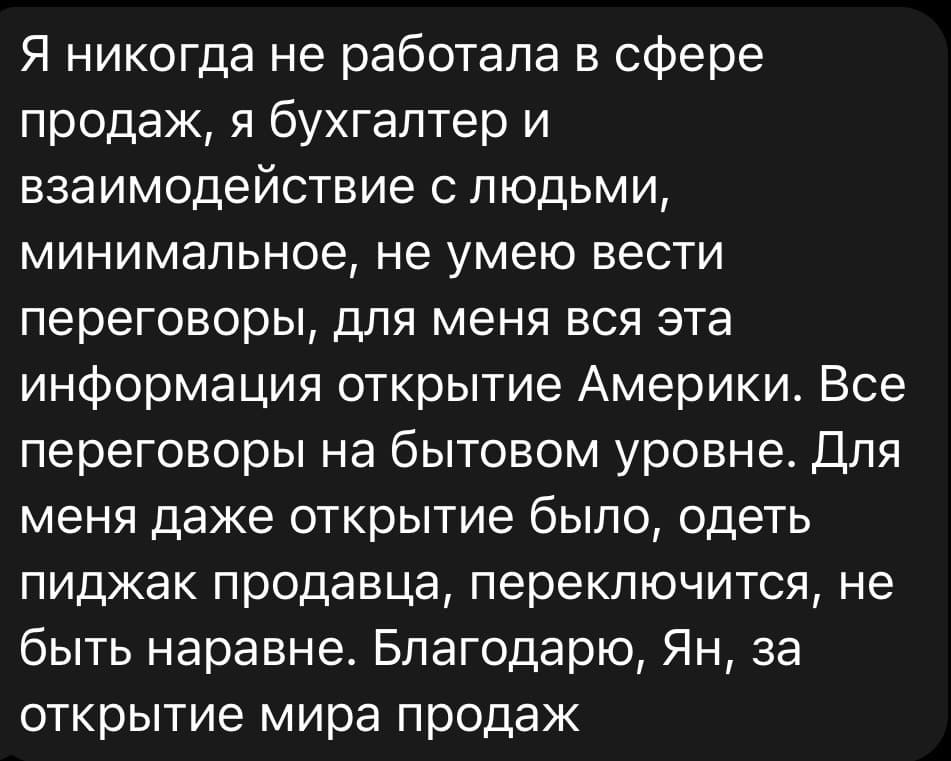 Я никогда не работала в сфере
продаж, я бухгалтер и
взаимодействие с людьми,
минимальное, не умею вести
переговоры, для меня вся эта
информация открытие Америки. Все
переговоры на бытовом уровне. Для
меня даже открытие было, одеть
пиджак продавца, переключится, не
быть наравне. Благодарю, Ян, за
открытие мира продаж